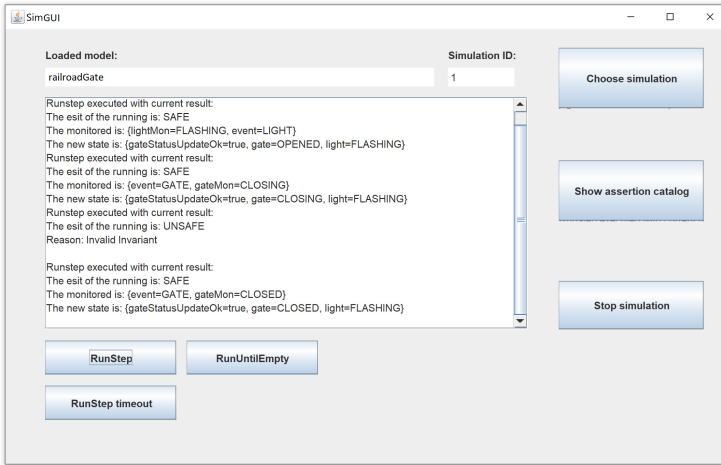 SimGUI
Loaded model:
Simulation ID:
railroadGate
1
Choose simulation
Runstep executed with current result:
The esit of the running is: SAFE
The monitored is: {lightMon=FLASHING, event=LIGHT}
The new state is: {gateStatusUpdateOk=true, gate=OPENED, light=FLASHING}
Runstep executed with current result:
The esit of the running is: SAFE
The monitored is: {event=GATE, gateMon=CLOSING}
The new state is: {gateStatusUpdateOk=true, gate=CLOSING, light=FLASHING}
Runstep executed with current result:
The esit of the running is: UNSAFE
Reason: Invalid Invariant
Runstep executed with current result:
The esit of the running is: SAFE
The monitored is: {event=GATE, gateMon=CLOSED}
The new state is: {gateStatusUpdateOk=true, gate=CLOSED, light=FLASHING}
Show assertion catalog
Stop simulation
RunStep
RunUntilEmpty
RunStep timeout